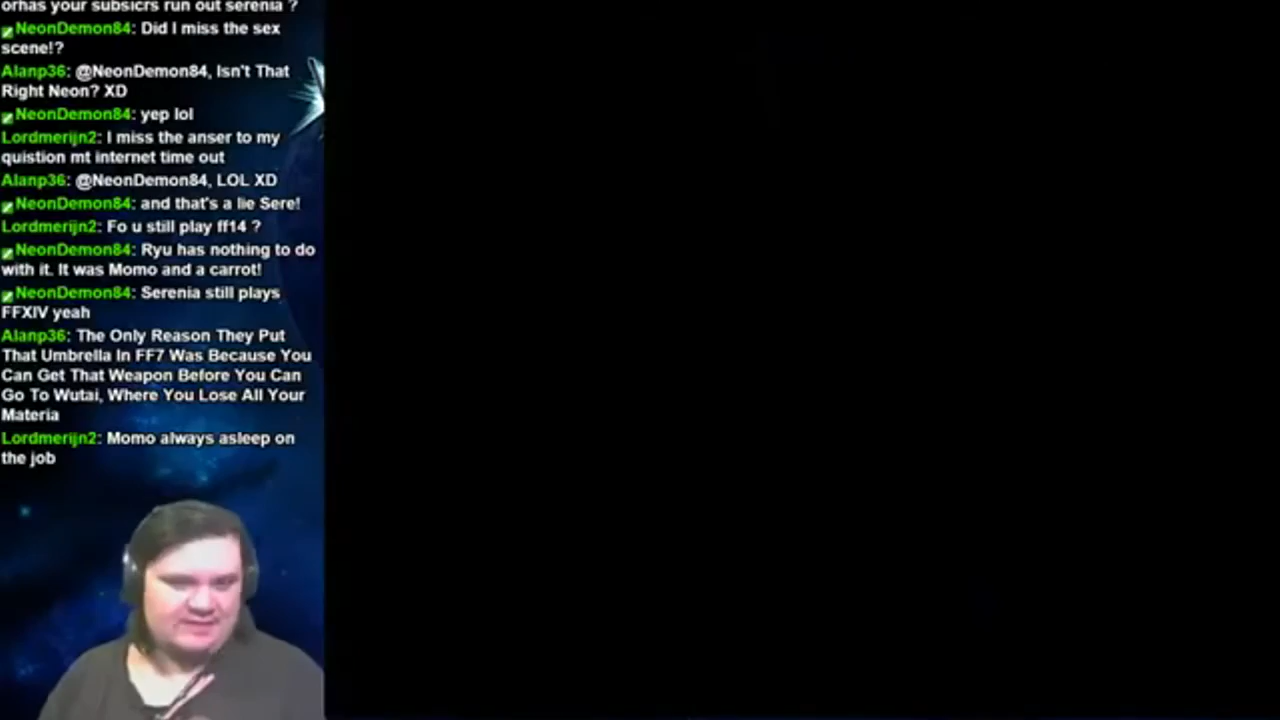 orhas your subsicrs run out serenia ?
NeonDemon84: Did I miss the sex
scene!?
Alanp36: @NeonDemon84, Isn't That
Right Neon? XD
NeonDemon84: yep lol
Lordmerijn2: I miss the anser to my
quistion mt internet time out
Alanp36: @NeonDemon84, LOL XD
NeonDemon84: and that's a lie Sere!
Lordmerijn2: Fo u still play ff14 ?
NeonDemon84: Ryu has nothing to do
with it. It was Momo and a carrot!
NeonDemon84: Serenia still plays
FFXIV yeah
Alanp36: The Only Reason They Put
That Umbrella In FF7 Was Because You
Can Get That Weapon Before You Can
Go To Wutai, Where You Lose All Your
Materia
Lordmerijn2: Momo always asleep on
the job